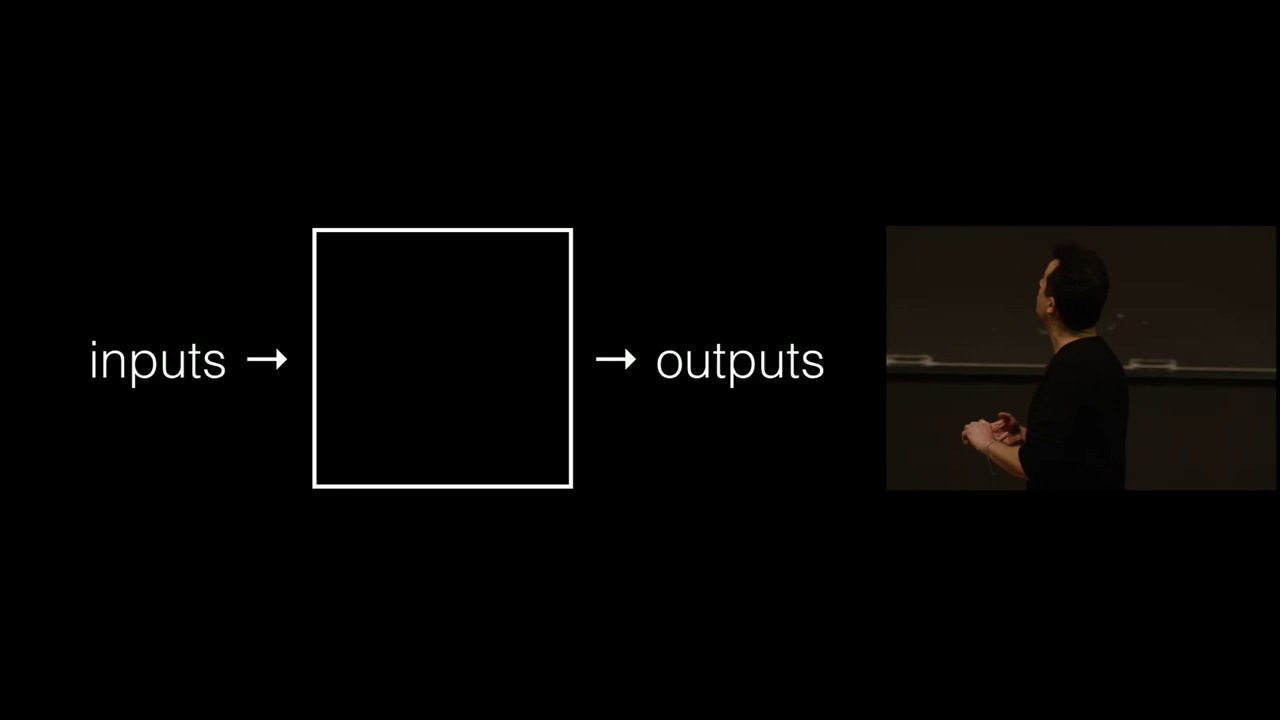 inputs → → outputs